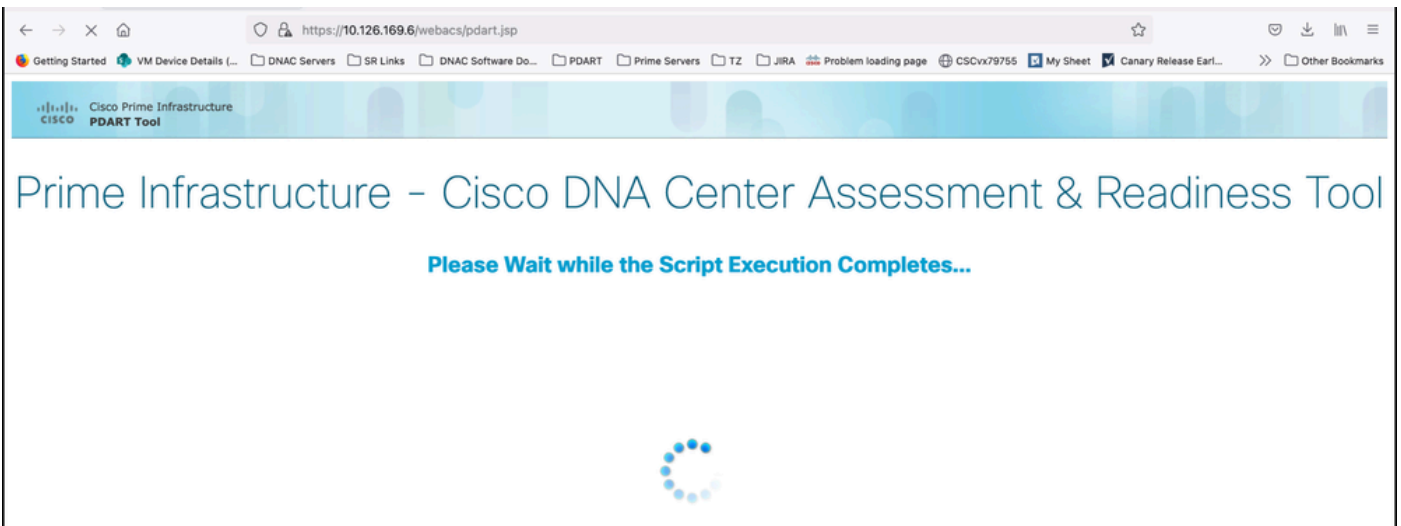 https://10.126.169.6/webacs/pdart.jsp
Getting Started VM Device Details (... DNAC Servers SR Links DNAC Software Do... PDART Prime Servers TZ JIRA Problem loading page CSCvx79755 My Sheet Canary Release Earl... Other Bookmarks
CISCO Cisco Prime Infrastructure
PDART Tool
Prime Infrastructure - Cisco DNA Center Assessment & Readiness Tool
Please Wait while the Script Execution Completes...